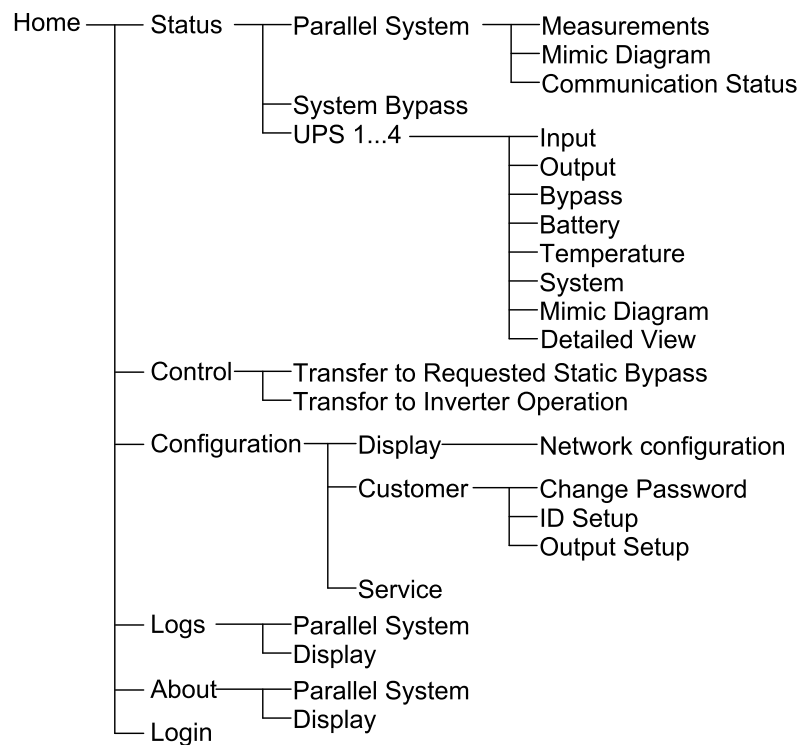 Home Status Parallel System Measurements
Mimic Diagram
Communication Status
System Bypass
UPS 1...4 Input
Output
Bypass
Battery
Temperature
System
Mimic Diagram
Detailed View
Control Transfer to Requested Static Bypass
Transfor to Inverter Operation
Configuration Display Network configuration
Customer Change Password
ID Setup
Output Setup
Service
Logs Parallel System
Display
About Parallel System
Display
Login